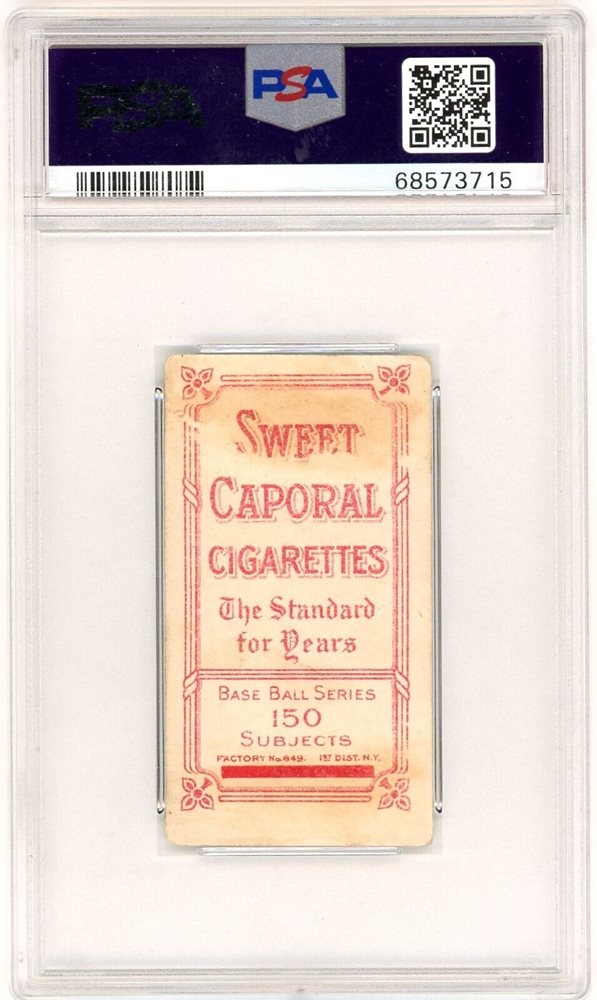 PSA
PSA
68573715
SWEET
CAPORAL
CIGARETTES
The Standard
for Years
BASE BALL SERIES
150
SUBJECTS
FACTORY No. 649. 1ST DIST. N.Y.